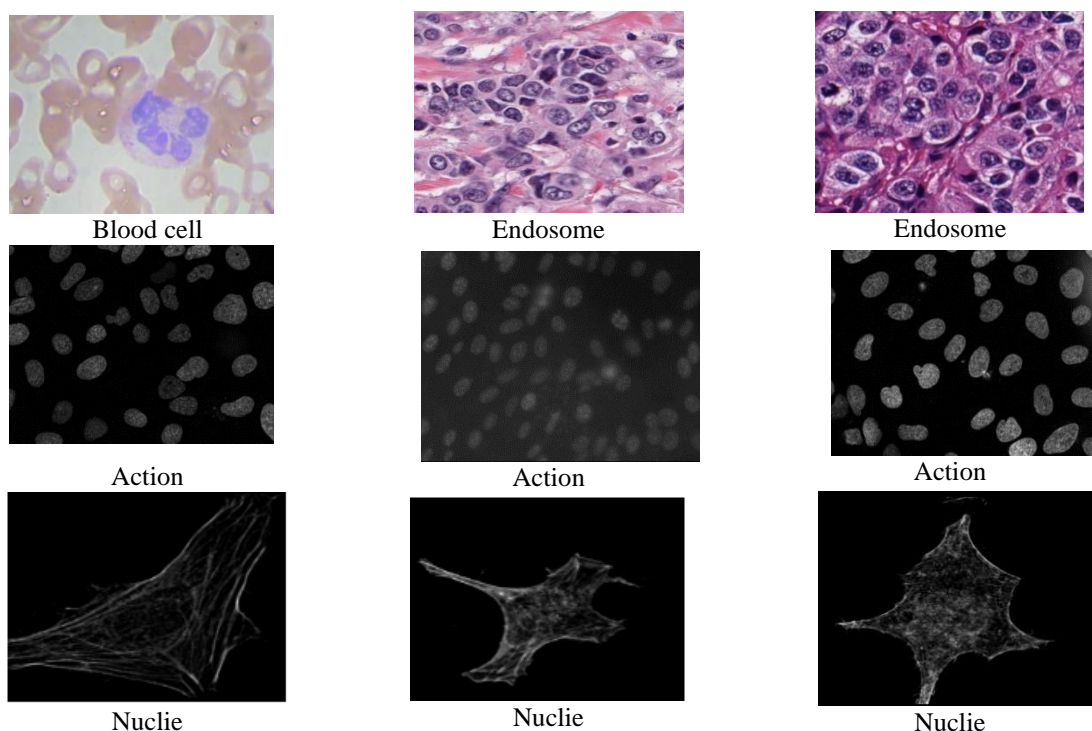 Blood cell
Endosome
Endosome
Action
Action
Action
Nuclie
Nuclie
Nuclie